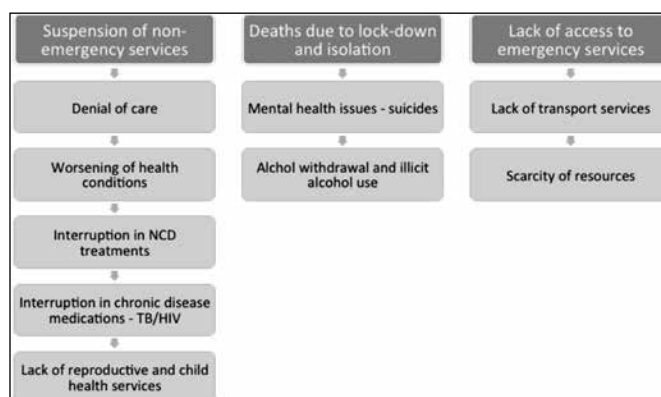 Suspension of non-
emergency services
Denial of care
Worsening of health
conditions
Interruption in NCD
treatments
Interruption in chronic disease
medications - TB/HIV
Lack of reproductive and child
health services
Deaths due to lock-down
and isolation
Mental health issues - suicides
Alchol withdrawal and illicit
alcohol use
Lack of access to
emergency services
Lack of transport services
Scarcity of resources